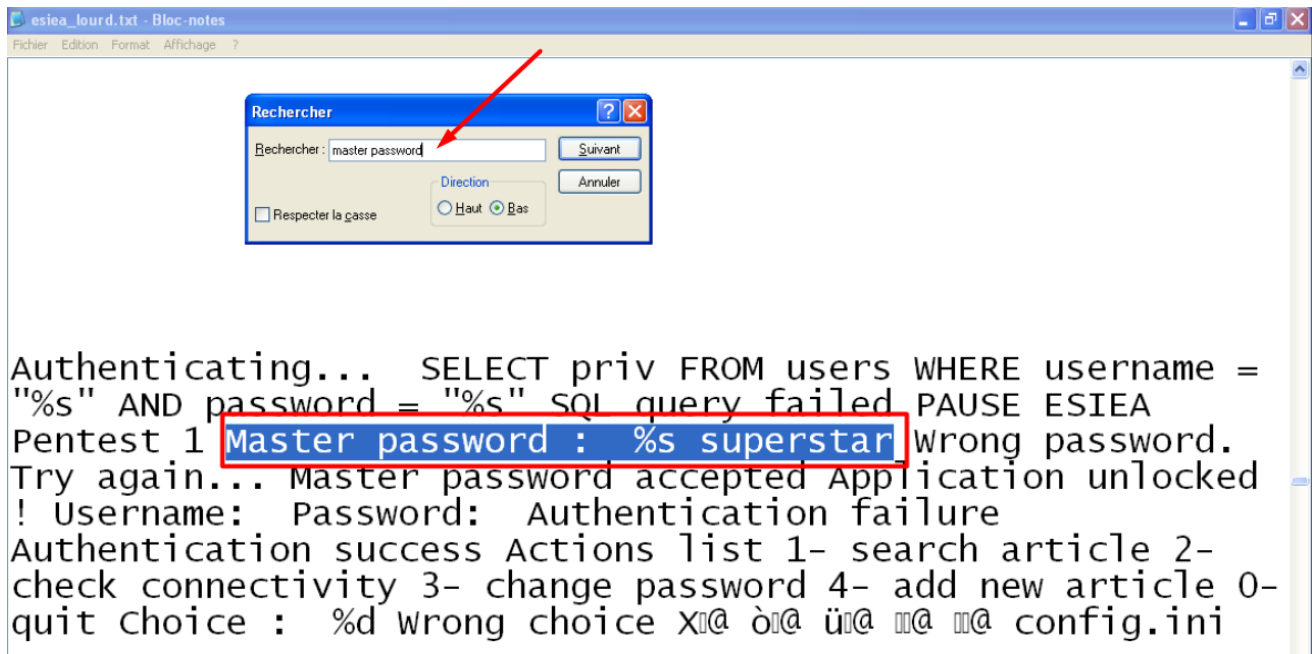 esiea_lourd.txt - Bloc-notes
Fichier Edition Format Affichage ?
Rechercher
Rechercher : master password
Suivant
Direction
Annuler
Respecter la casse
Haut Bas
Authenticating... SELECT priv FROM users WHERE username =
"%s" AND password = "%s" SQL query failed PAUSE ESIEA
Pentest 1 Master password : %s superstar Wrong password.
Try again... Master password accepted Application unlocked
! Username: Password: Authentication failure
Authentication success Actions list 1- search article 2-
check connectivity 3- change password 4- add new article 0-
quit Choice : %d Wrong choice X▯@ ò▯@ ü▯@ ▯▯@ ▯▯@ config.ini